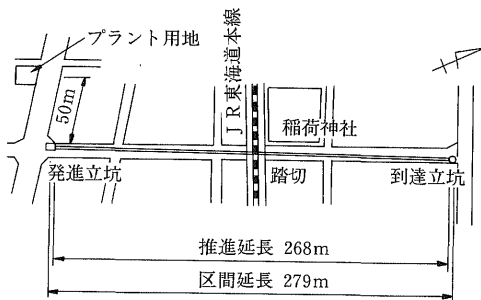 プラント用地
50m
JR東海道本線
稲荷神社
発進立坑
踏切
到達立坑
推進延長 268m
区間延長 279m